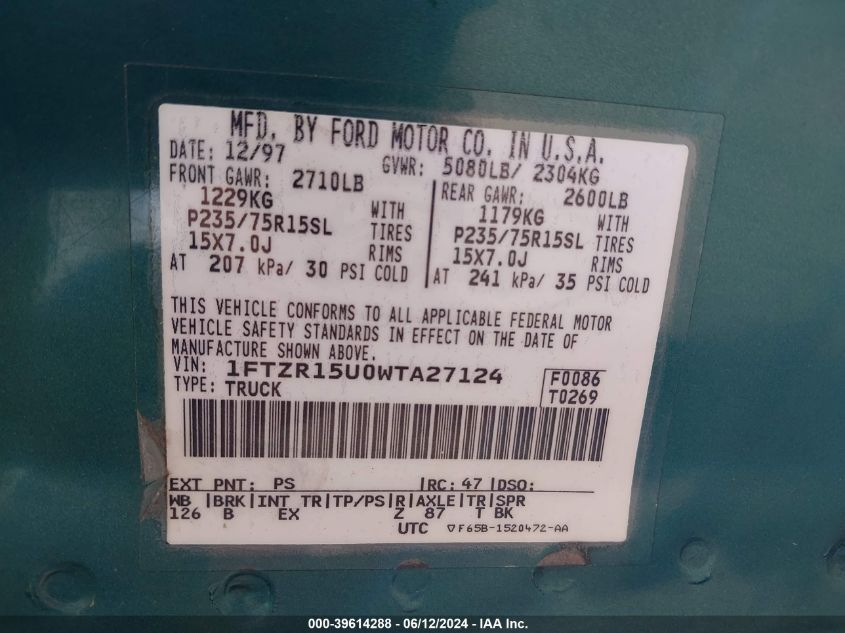 MFD. BY FORD MOTOR CO. IN U.S.A.
DATE: 12/97 GVWR: 5080LB/ 2304KG
FRONT GAWR: 2710LB REAR GAWR: 2600LB
1229KG WITH 1179KG WITH
P235/75R15SL TIRES P235/75R15SL TIRES
15X7.0J RIMS 15X7.0J RIMS
AT 207 kPa/ 30 PSI COLD AT 241 kPa/ 35 PSI COLD
THIS VEHICLE CONFORMS TO ALL APPLICABLE FEDERAL MOTOR
VEHICLE SAFETY STANDARDS IN EFFECT ON THE DATE OF
MANUFACTURE SHOWN ABOVE.
VIN: 1FTZR15U0WTA27124 F0086
TYPE: TRUCK T0269
EXT PNT: PS |RC: 47 |DSO:
WB |BRK|INT TR|TP/PS|R|AXLE|TR|SPR
126 B EX Z 87 T BK
UTC ▽F65B-1520472-AA
000-39614288 - 06/12/2024 - IAA Inc.